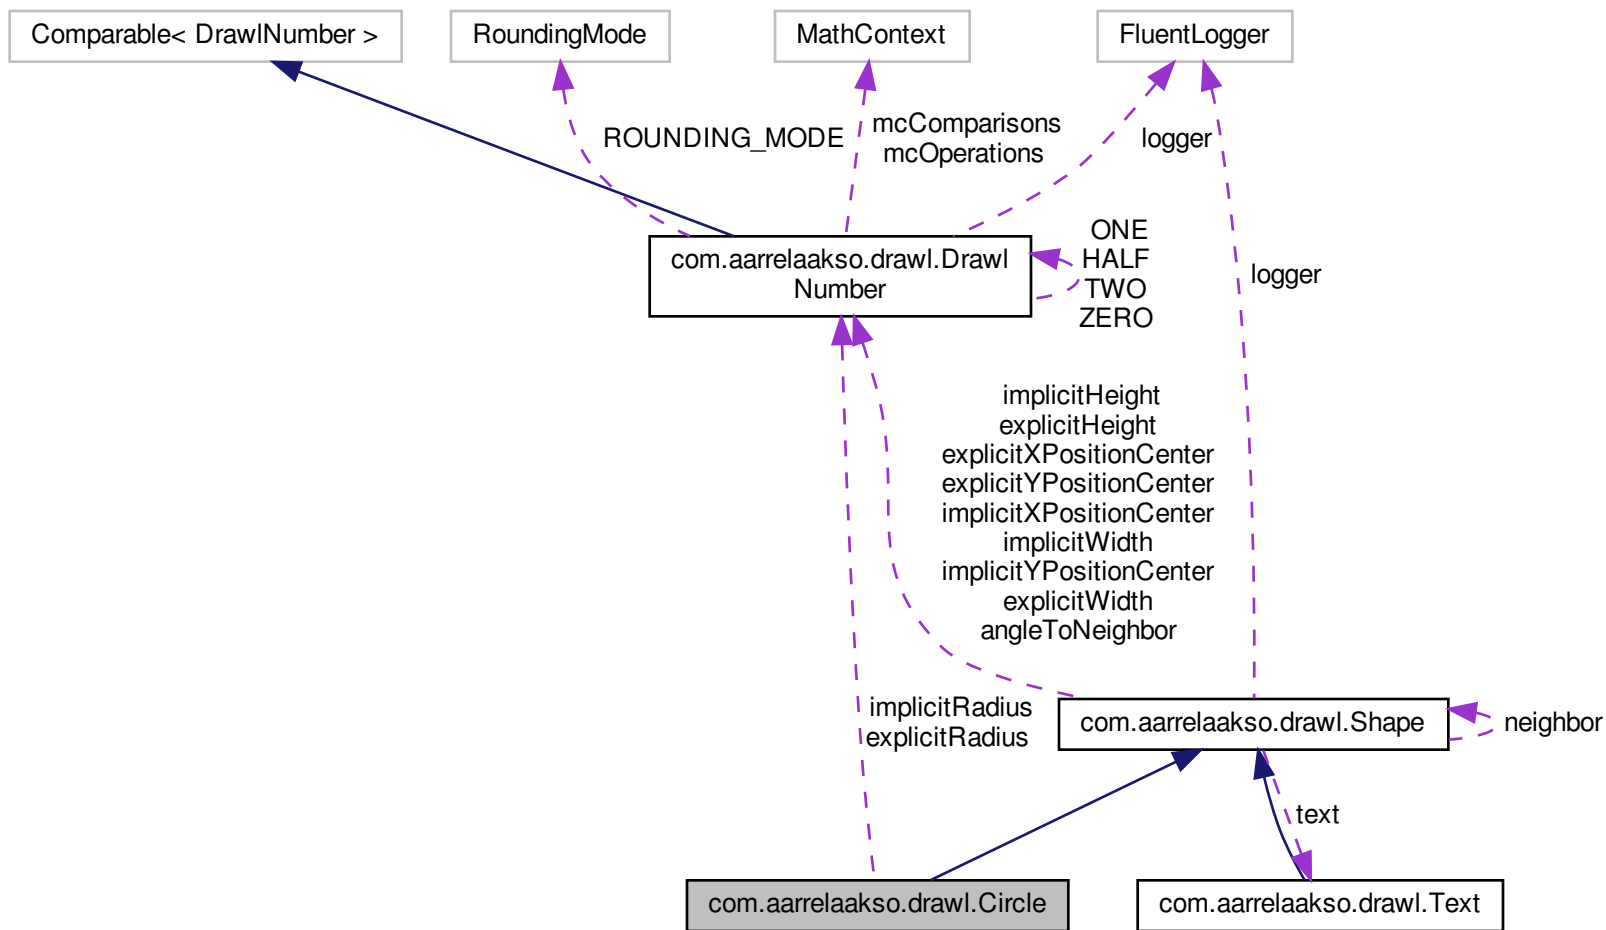 Comparable< DrawlNumber >
RoundingMode
MathContext
FluentLogger
ROUNDING_MODE
mcComparisons
mcOperations
logger
com.aarrelaakso.drawl.Drawl
Number
ONE
HALF
TWO
ZERO
logger
implicitHeight
explicitHeight
explicitXPositionCenter
explicitYPositionCenter
implicitXPositionCenter
implicitWidth
implicitYPositionCenter
explicitWidth
angleToNeighbor
implicitRadius
explicitRadius
com.aarrelaakso.drawl.Shape
neighbor
text
com.aarrelaakso.drawl.Circle
com.aarrelaakso.drawl.Text